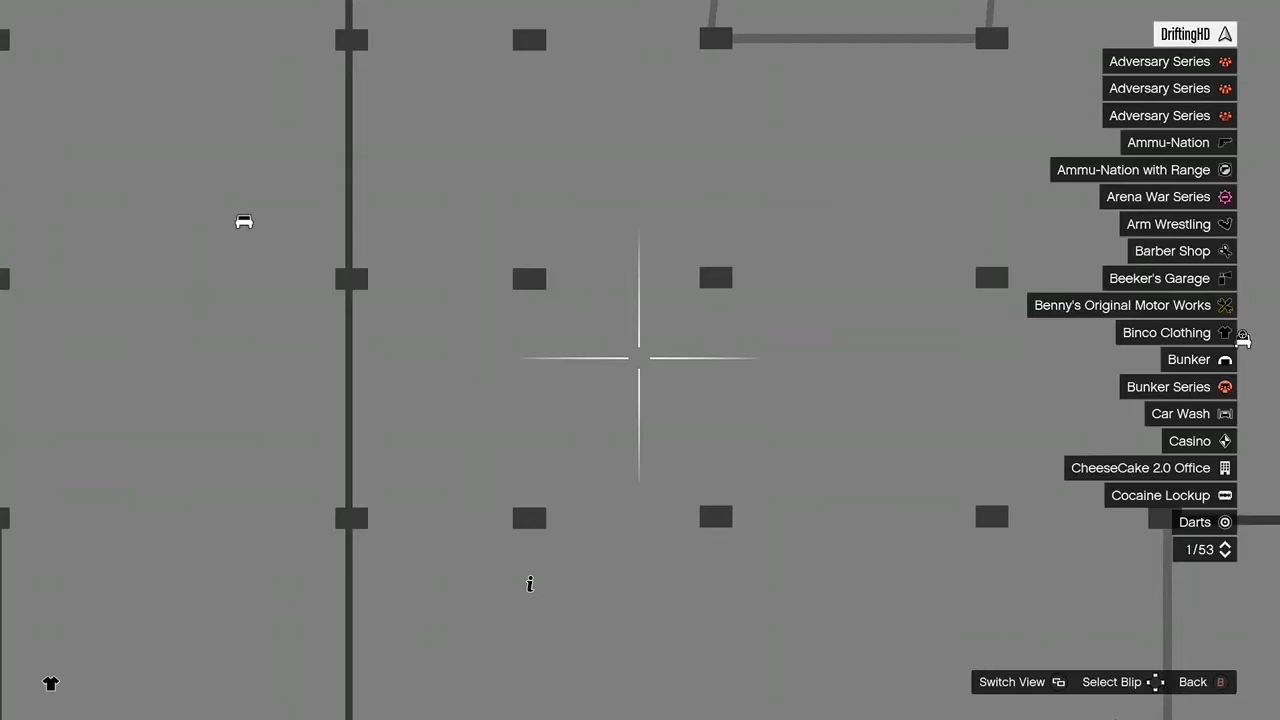 DriftingHD
Adversary Series
Adversary Series
Adversary Series
Ammu-Nation
Ammu-Nation with Range
Arena War Series
Arm Wrestling
Barber Shop
Beeker's Garage
Benny's Original Motor Works
Binco Clothing
Bunker
Bunker Series
Car Wash
Casino
CheeseCake 2.0 Office
Cocaine Lockup
Darts
1/53
i
Switch View Select Blip Back B